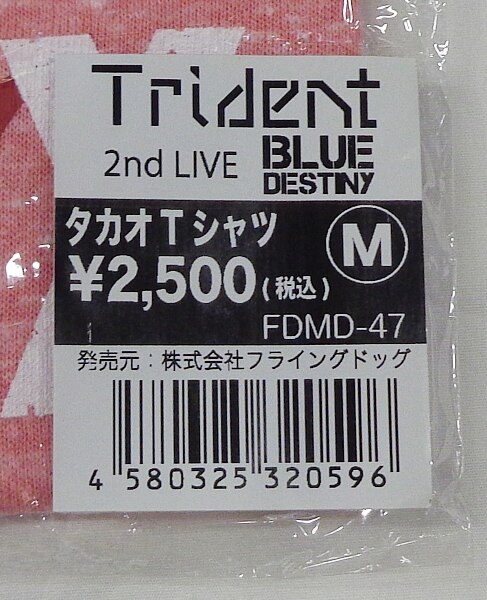 Trident
2nd LIVE BLUE DESTINY
タカオTシャツ M
¥2,500(税込)
FDMD-47
発売元：株式会社フライングドッグ
4 580325 320596